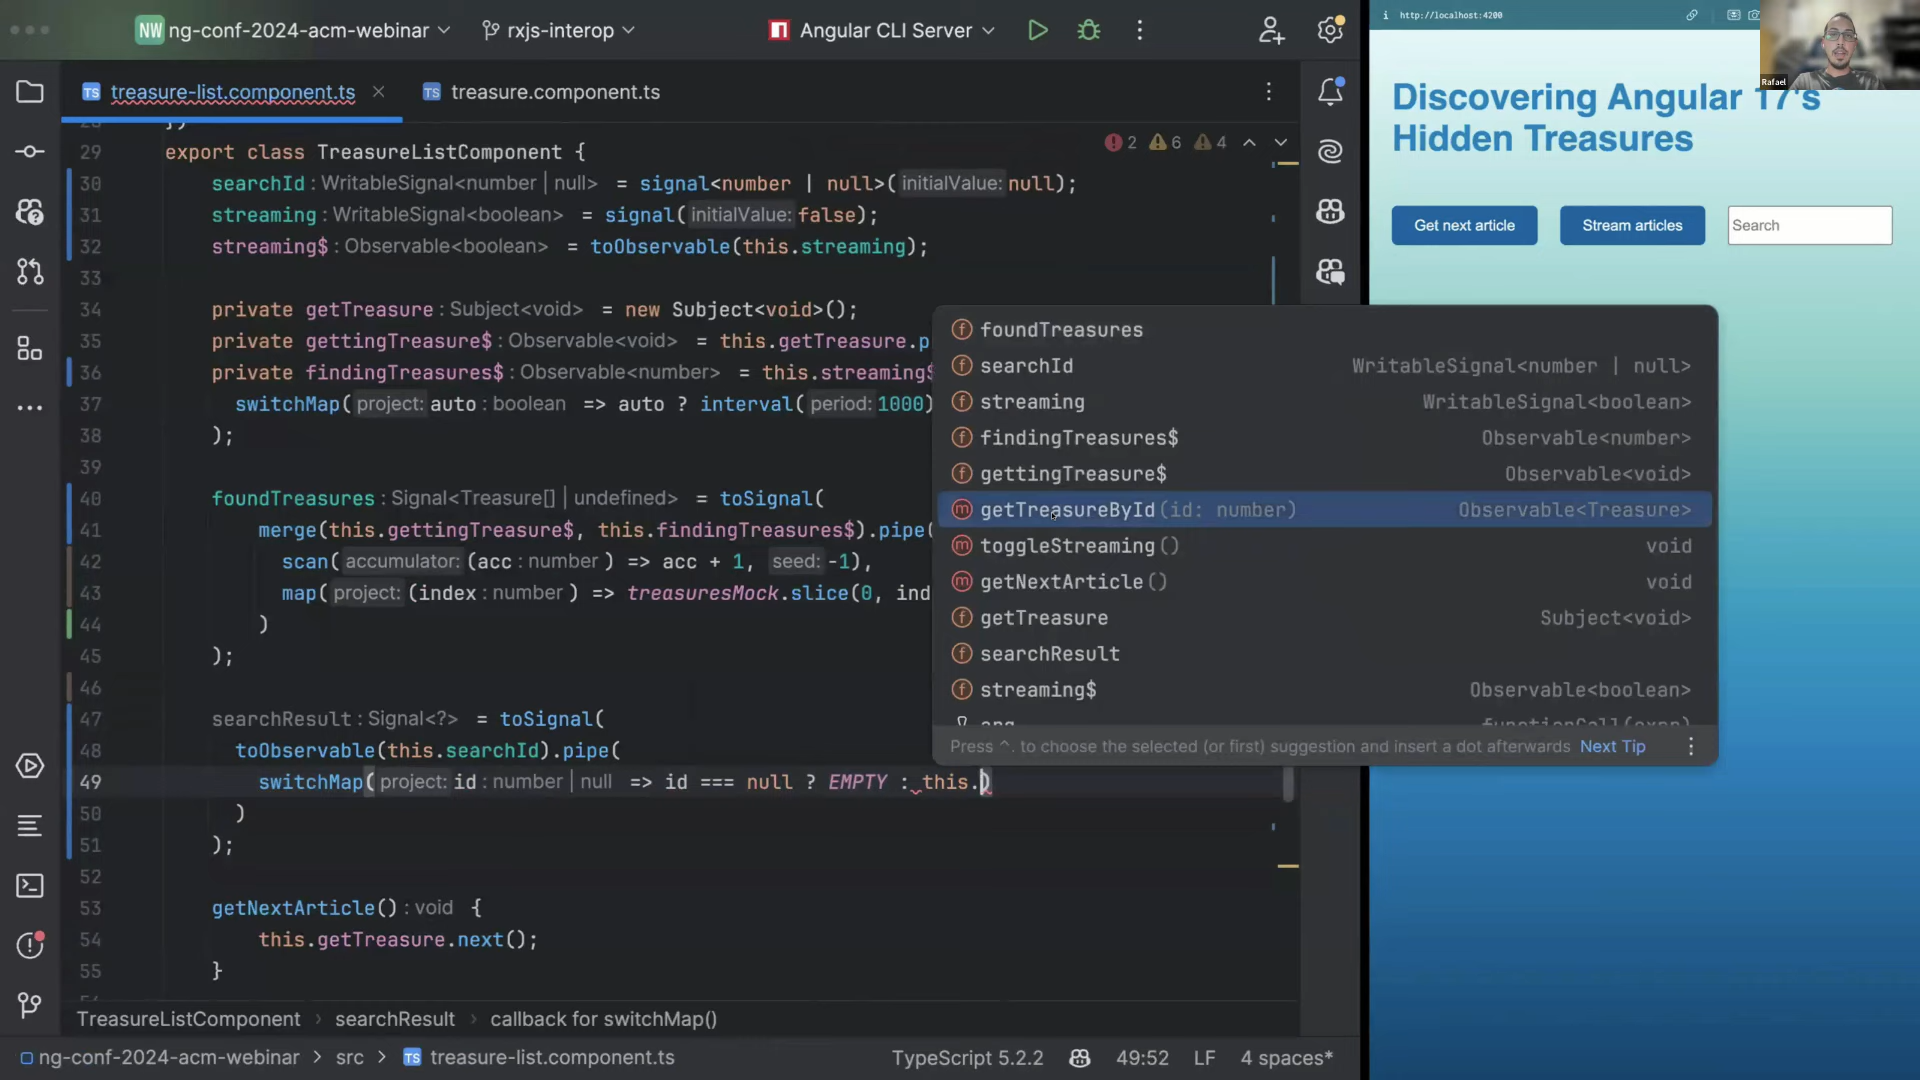 NW ng-conf-2024-acm-webinar rxjs-interop Angular CLI Server
i http://localhost:4200
Rafael
TS treasure-list.component.ts TS treasure.component.ts
2 6 4
29 export class TreasureListComponent {
30 searchId : WritableSignal<number | null> = signal<number | null>( initialValue: null);
31 streaming : WritableSignal<boolean> = signal( initialValue: false);
32 streaming$ : Observable<boolean> = toObservable(this.streaming);
33
34 private getTreasure : Subject<void> = new Subject<void>();
35 private gettingTreasure$ : Observable<void> = this.getTreasure.p
36 private findingTreasures$ : Observable<number> = this.streaming$
37 switchMap( project: auto : boolean => auto ? interval( period: 1000)
38 );
39
40 foundTreasures : Signal<Treasure[] | undefined> = toSignal(
41 merge(this.gettingTreasure$, this.findingTreasures$).pipe(
42 scan( accumulator: (acc : number ) => acc + 1, seed: -1),
43 map( project: (index : number ) => treasuresMock.slice(0, ind
44 )
45 );
46
47 searchResult : Signal<?> = toSignal(
48 toObservable(this.searchId).pipe(
49 switchMap( project: id : number | null => id === null ? EMPTY : this.)
50 )
51 );
52
53 getNextArticle() : void {
54 this.getTreasure.next();
55 }
foundTreasures
searchId WritableSignal<number | null>
streaming WritableSignal<boolean>
findingTreasures$ Observable<number>
gettingTreasure$ Observable<void>
getTreasureById(id: number) Observable<Treasure>
toggleStreaming() void
getNextArticle() void
getTreasure Subject<void>
searchResult
streaming$ Observable<boolean>
Press ^. to choose the selected (or first) suggestion and insert a dot afterwards Next Tip
TreasureListComponent > searchResult > callback for switchMap()
ng-conf-2024-acm-webinar > src > TS treasure-list.component.ts TypeScript 5.2.2 49:52 LF 4 spaces*
Discovering Angular 17's
Hidden Treasures
Get next article Stream articles Search